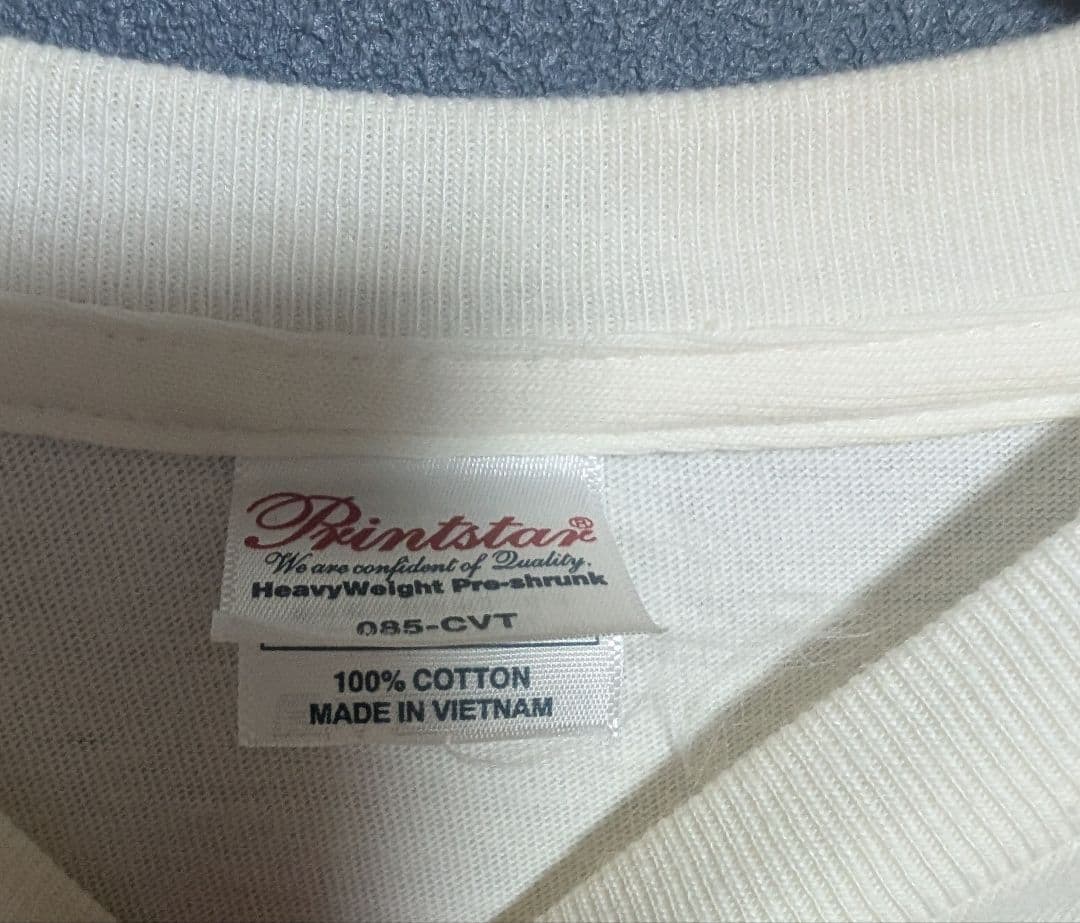 Printstar®
We are confident of Quality.
HeavyWeight Pre-shrunk
085-CVT
100% COTTON
MADE IN VIETNAM